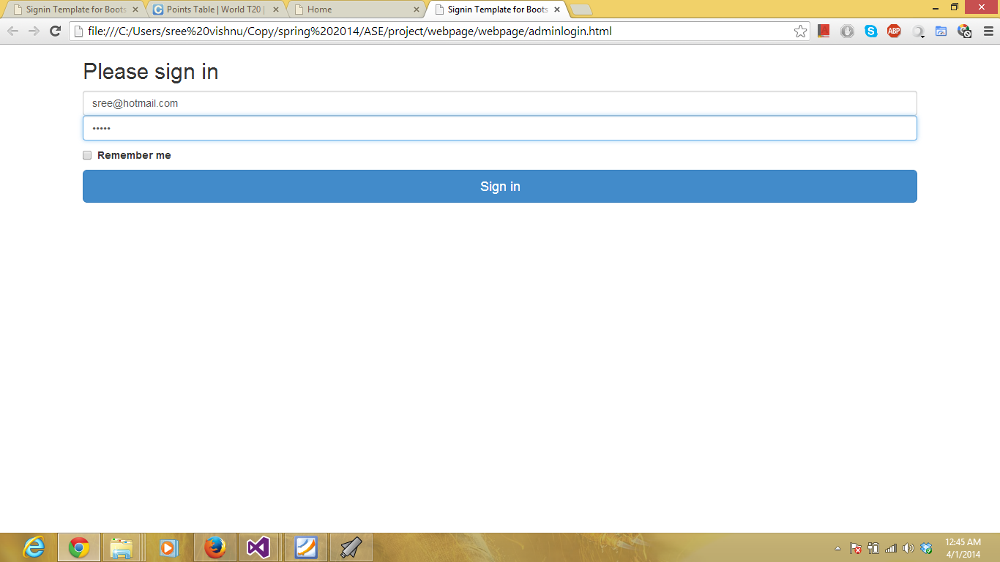 Signin Template for Boots
Points Table | World T20 |
Home
Signin Template for Boots
file:///C:/Users/sree%20vishnu/Copy/spring%202014/ASE/project/webpage/webpage/adminlogin.html
ABP
Please sign in
sree@hotmail.com
•••••
Remember me
Sign in
12:45 AM
4/1/2014